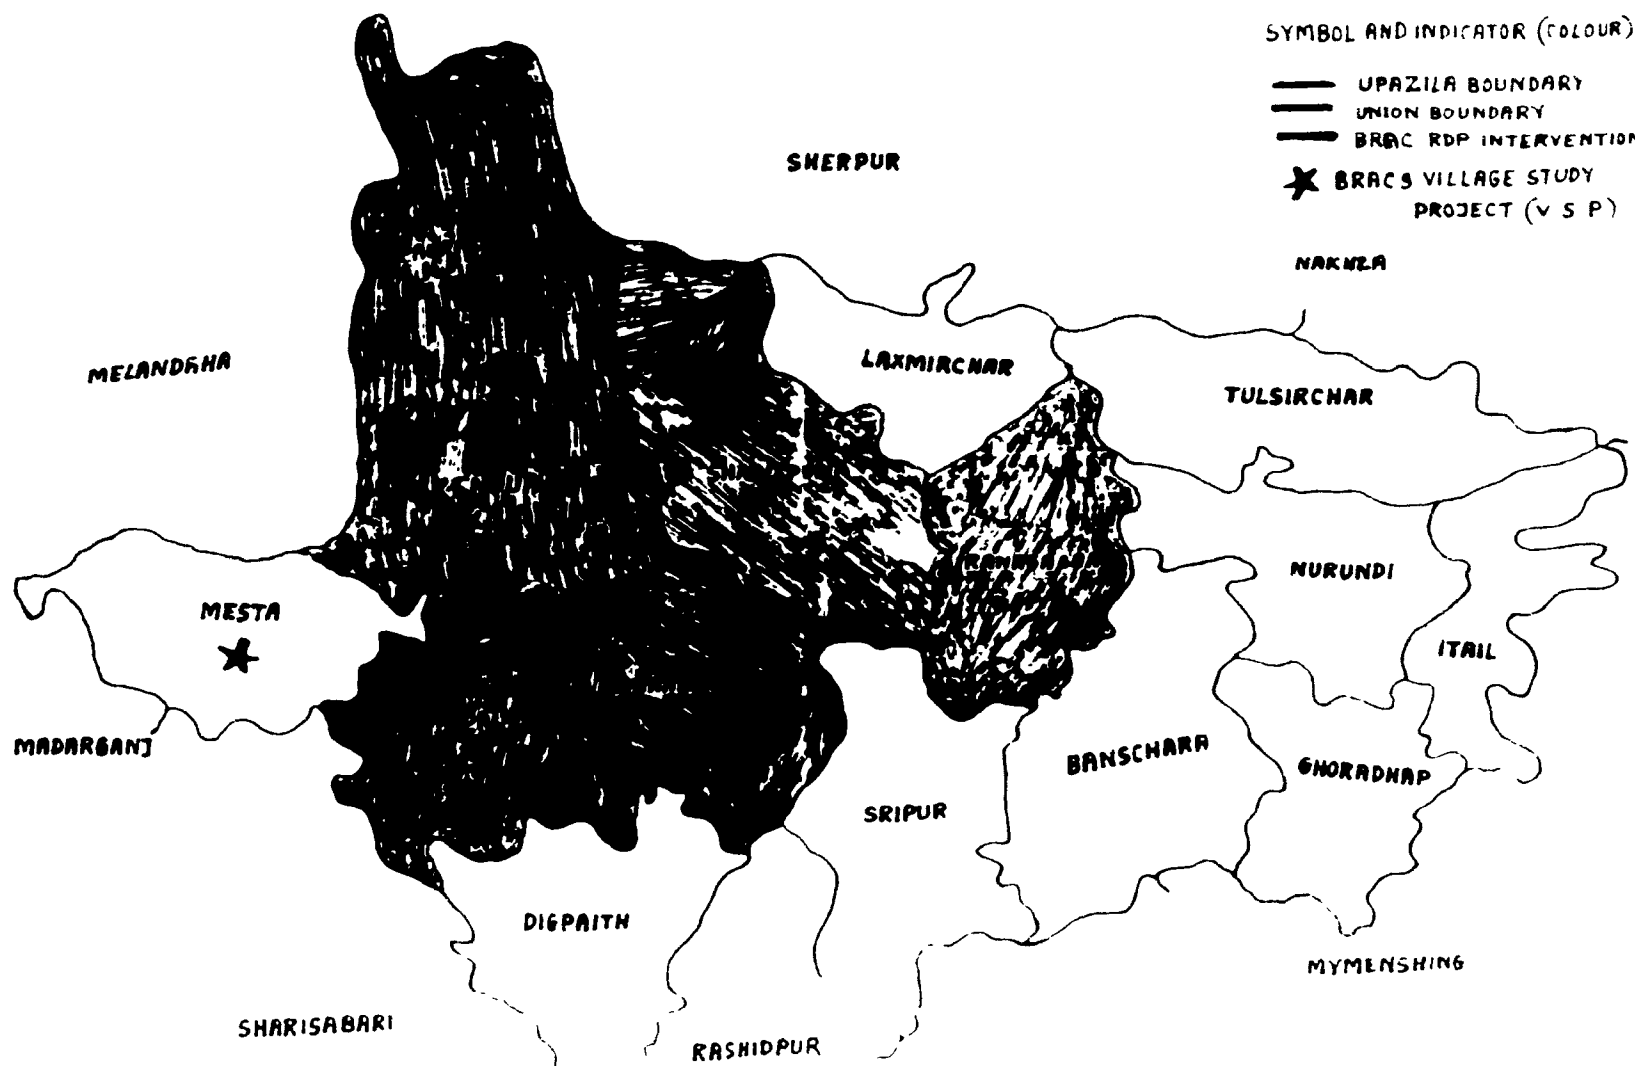 SYMBOL AND INDICATOR (COLOUR)
UPAZILA BOUNDARY
UNION BOUNDARY
BRAC RDP INTERVENTION
BRACS VILLAGE STUDY
PROJECT (V S P)
SHERPUR
NAKHLA
MELANDGHA
LAXMIRCHAR
TULSIRCHAR
NURUNDI
MESTA
ITAIL
MADARGANJ
BANSCHARA
GHORADHAP
SRIPUR
DIGPAITH
MYMENSHING
SHARISABARI
RASHIDPUR